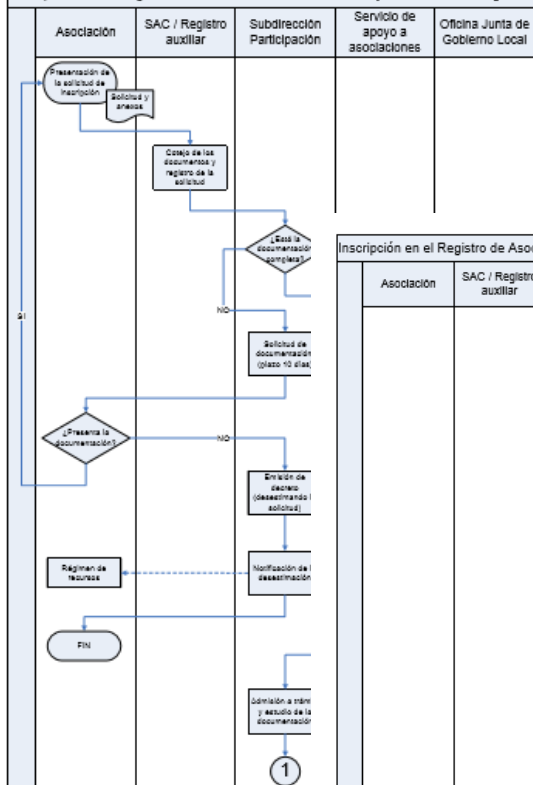 Asociación
SAC / Registro
auxiliar
Subdirección
Participación
Servicio de
apoyo a
asociaciones
Oficina Junta de
Gobierno Local
Presentación de
la solicitud de
inscripción
Solicitud y
anexos
Cotejo de los
documentos y
registro de la
solicitud
¿Está la
documentación
completa?
SI
NO
Solicitud de
documentación
(plazo 10 días)
¿Presenta la
documentación?
NO
Emisión de
decreto
(desestimando
solicitud)
Régimen de
recursos
Notificación de
desestimación
FIN
Admisión a
y estudio de la
documentación
1
Inscripción en el Registro de Aso
Asociación
SAC / Registro
auxiliar